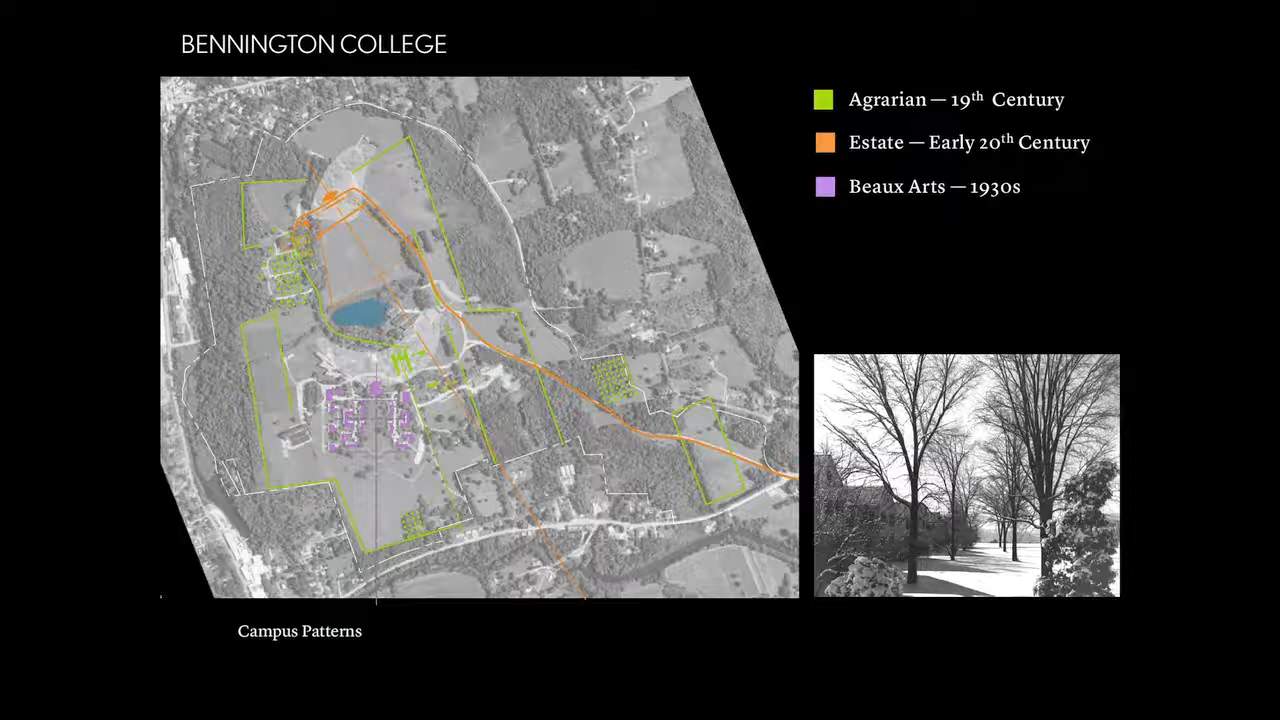 BENNINGTON COLLEGE
Agrarian — 19th Century
Estate — Early 20th Century
Beaux Arts — 1930s
Campus Patterns